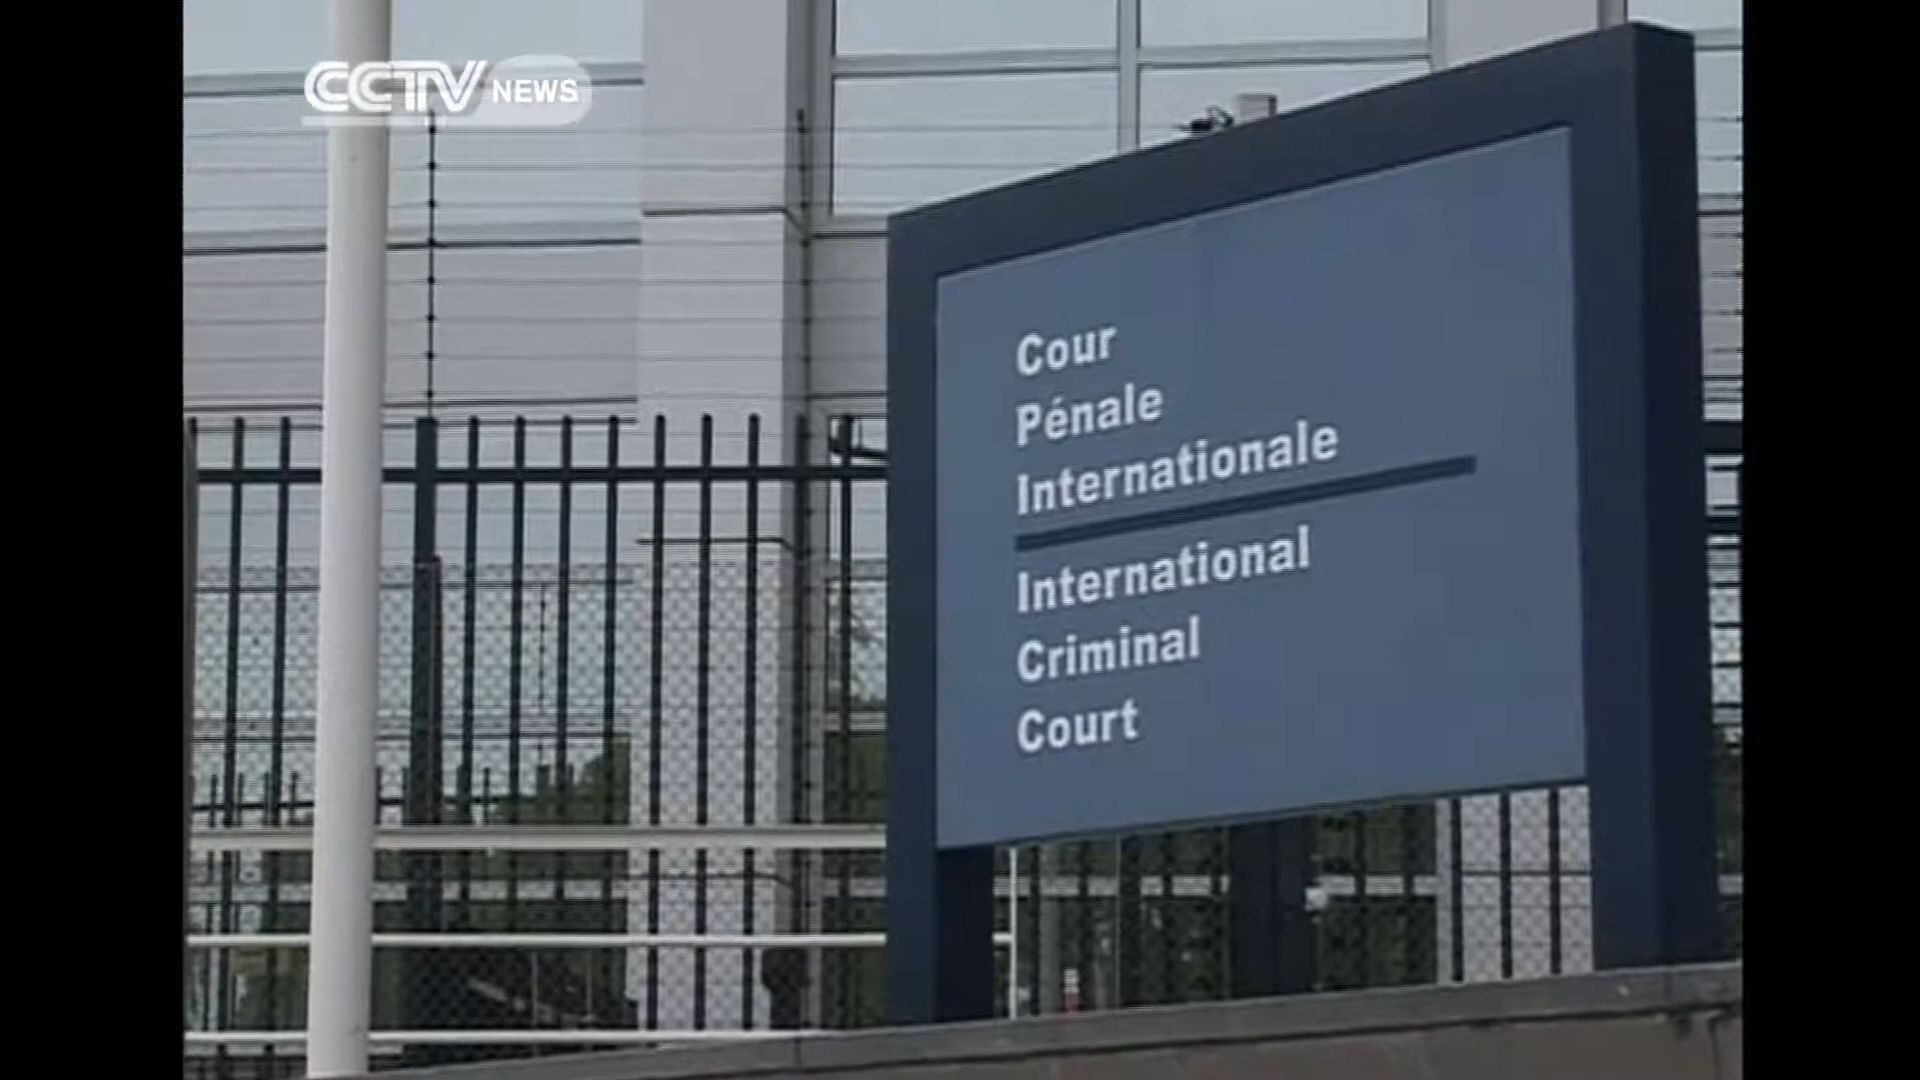 CCTV NEWS
Cour
Pénale
Internationale
International
Criminal
Court